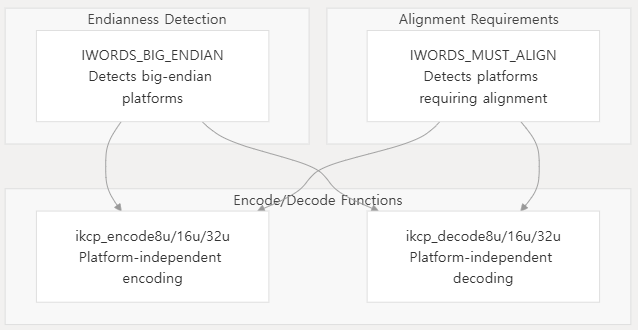 Endianness Detection
Alignment Requirements
IWORDS_BIG_ENDIAN
Detects big-endian
platforms
IWORDS_MUST_ALIGN
Detects platforms
requiring alignment
Encode/Decode Functions
ikcp_encode8u/16u/32u
Platform-independent
encoding
ikcp_decode8u/16u/32u
Platform-independent
decoding